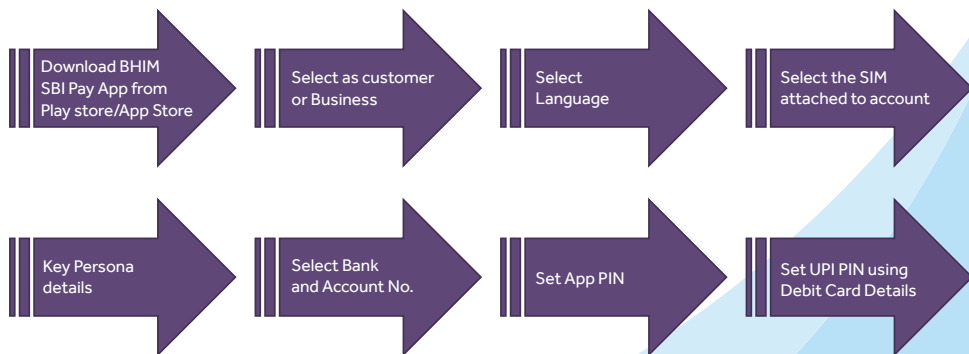 Download BHIM
SBI Pay App from
Play store/App Store
Select as customer
or Business
Select
Language
Select the SIM
attached to account
Key Persona
details
Select Bank
and Account No.
Set App PIN
Set UPI PIN using
Debit Card Details